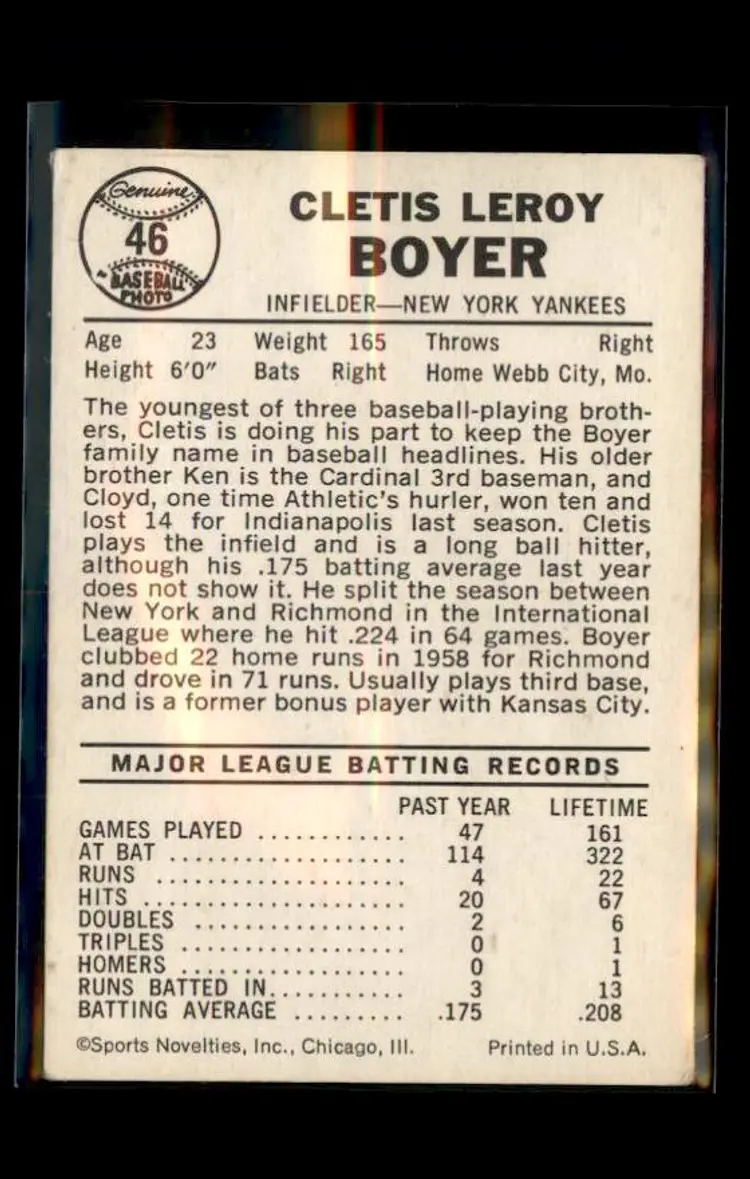 Genuine
46
"BASEBALL
PHOTO
CLETIS LEROY
BOYER
INFIELDER—NEW YORK YANKEES
Age 23 Weight 165 Throws Right
Height 6'0" Bats Right Home Webb City, Mo.
The youngest of three baseball-playing broth-
ers, Cletis is doing his part to keep the Boyer
family name in baseball headlines. His older
brother Ken is the Cardinal 3rd baseman, and
Cloyd, one time Athletic's hurler, won ten and
lost 14 for Indianapolis last season. Cletis
plays the infield and is a long ball hitter,
although his .175 batting average last year
does not show it. He split the season between
New York and Richmond in the International
League where he hit .224 in 64 games. Boyer
clubbed 22 home runs in 1958 for Richmond
and drove in 71 runs. Usually plays third base,
and is a former bonus player with Kansas City.
MAJOR LEAGUE BATTING RECORDS
PAST YEAR LIFETIME
GAMES PLAYED ............ 47 161
AT BAT ................... 114 322
RUNS .................... 4 22
HITS ..................... 20 67
DOUBLES ................. 2 6
TRIPLES .................. 0 1
HOMERS .................. 0 1
RUNS BATTED IN........... 3 13
BATTING AVERAGE ......... .175 .208
©Sports Novelties, Inc., Chicago, Ill. Printed in U.S.A.